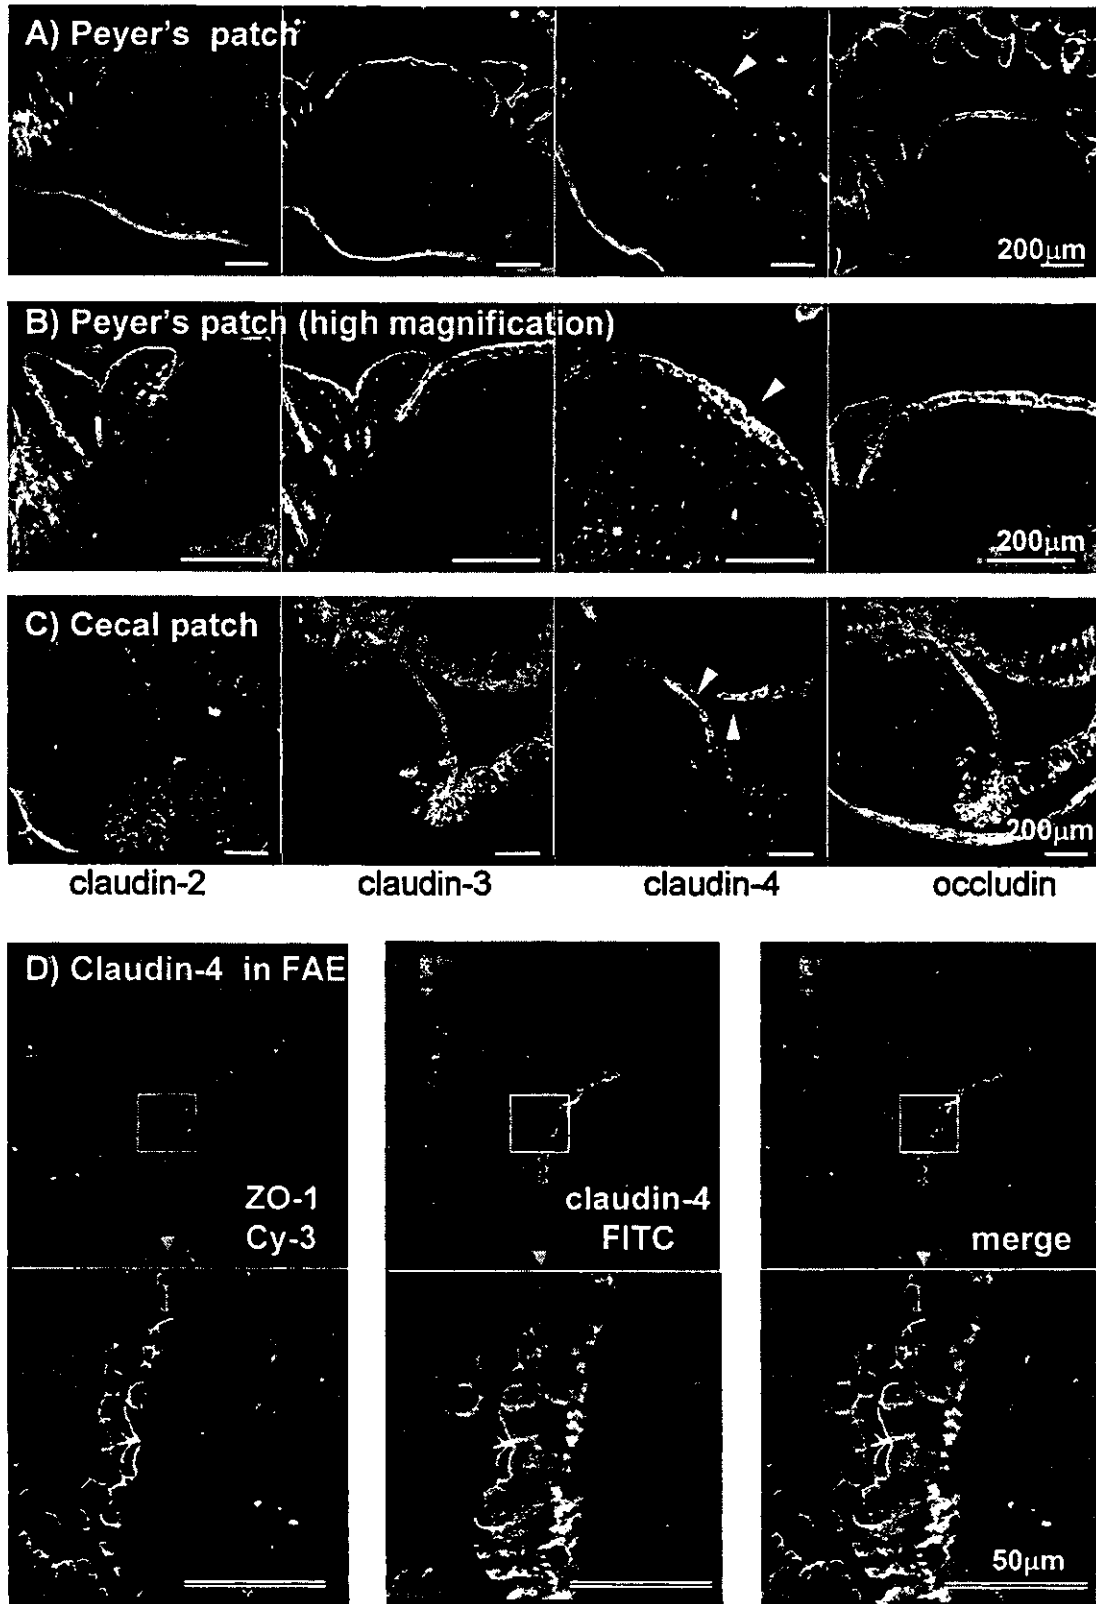 A) Peyer's patch
200μm
B) Peyer's patch (high magnification)
200μm
C) Cecal patch
200μm
claudin-2 claudin-3 claudin-4 occludin
D) Claudin-4 in FAE
ZO-1
Cy-3
claudin-4
FITC
merge
50μm